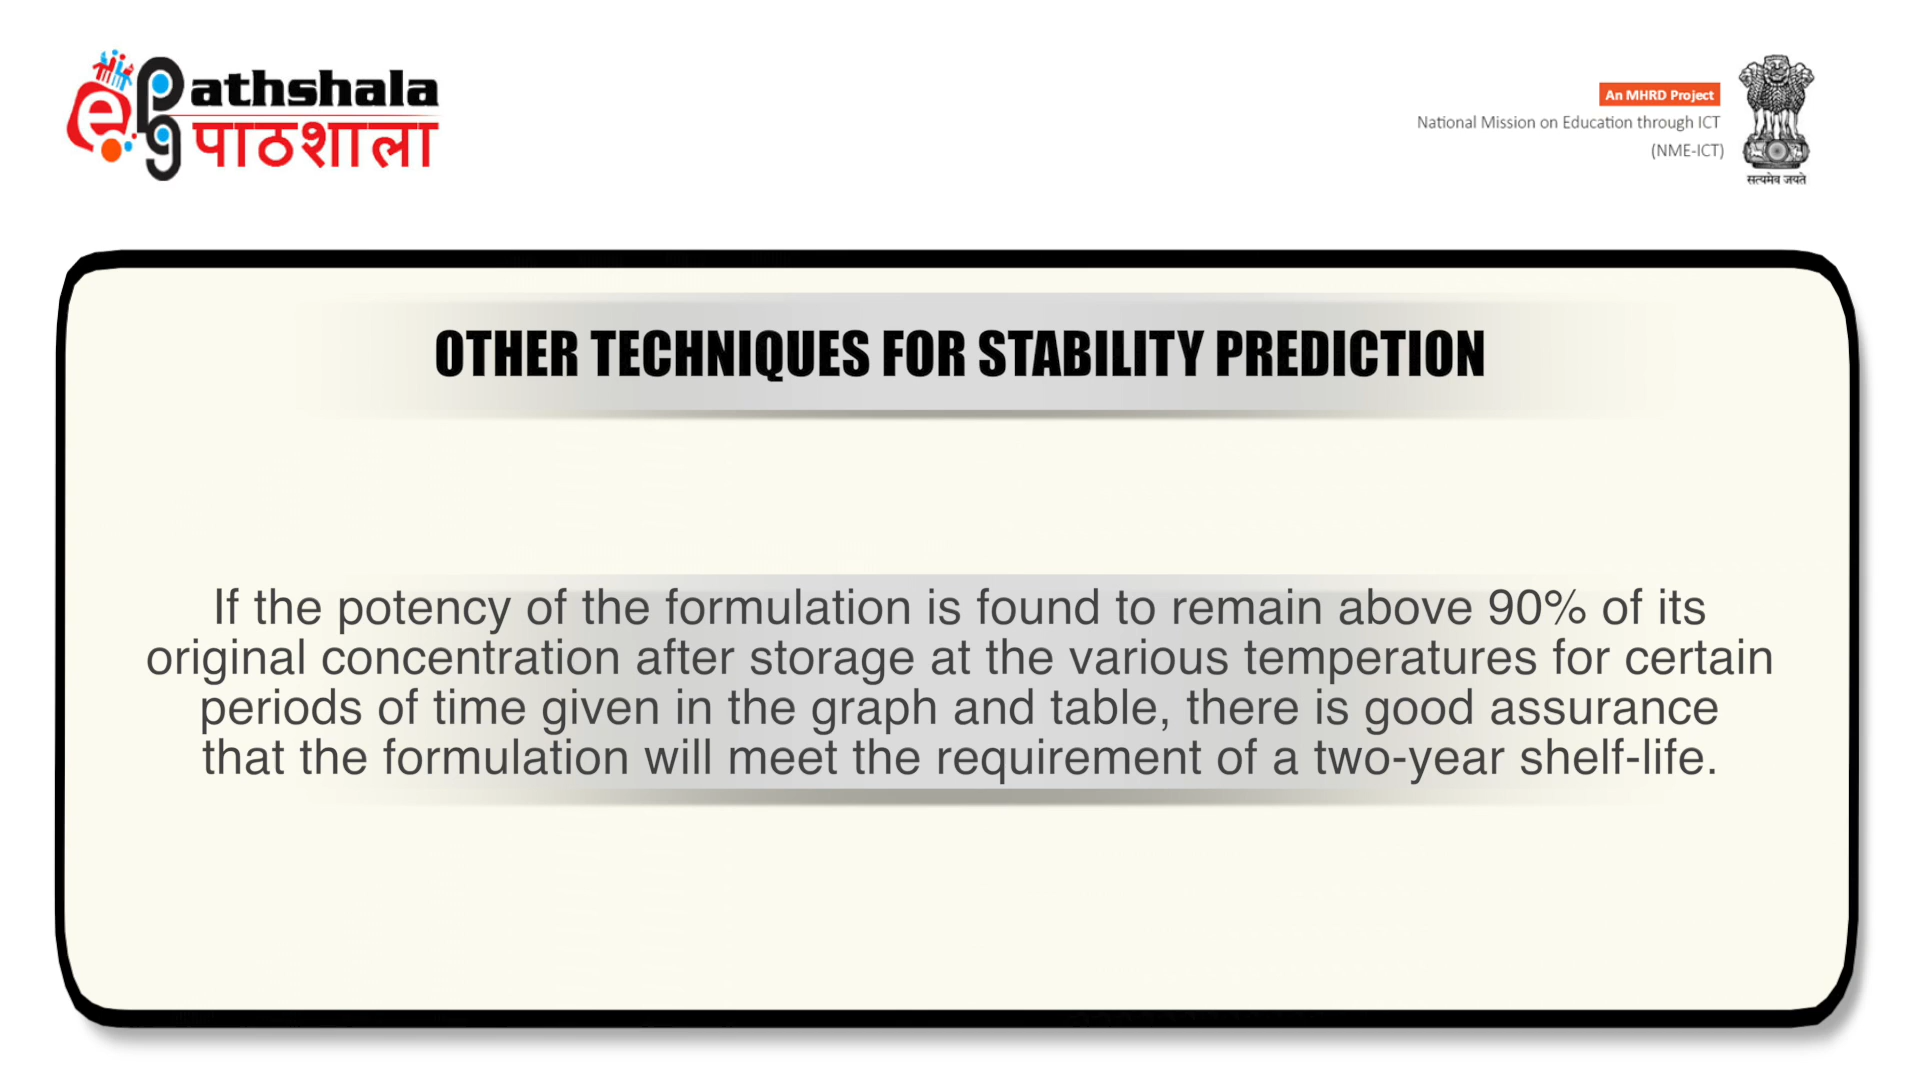 epg Pathshala
पाठशाला
An MHRD Project
National Mission on Education through ICT
(NME-ICT)
सत्यमेव जयते
OTHER TECHNIQUES FOR STABILITY PREDICTION
If the potency of the formulation is found to remain above 90% of its
original concentration after storage at the various temperatures for certain
periods of time given in the graph and table, there is good assurance
that the formulation will meet the requirement of a two-year shelf-life.